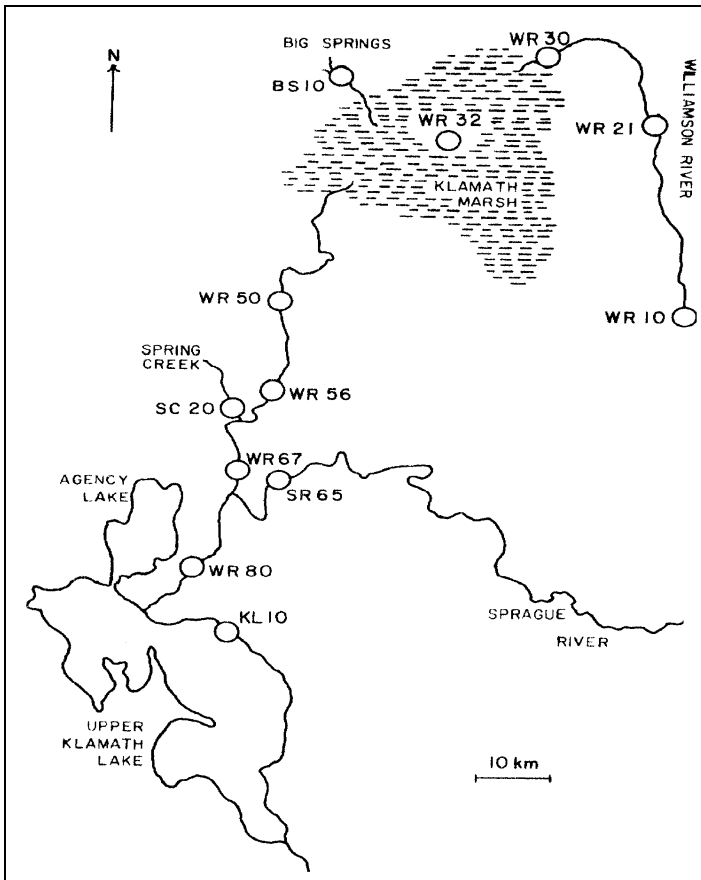 N
BIG SPRINGS
BS10
WR 30
WR 32
WR 21
WILLIAMSON RIVER
KLAMATH
MARSH
WR 10
WR 50
SPRING
CREEK
WR 56
SC 20
WR67
SR 65
AGENCY
LAKE
WR 80
KL 10
SPRAGUE
RIVER
UPPER
KLAMATH
LAKE
10 km